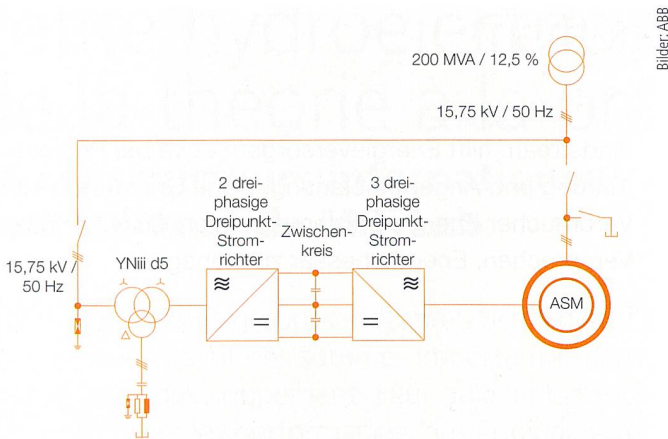 Bilder: ABB
200 MVA / 12,5 %
15,75 kV / 50 Hz
2 drei-
phasige
Dreipunkt-
Strom-
richter
Zwischen-
kreis
3 drei-
phasige
Dreipunkt-
Strom-
richter
15,75 kV /
50 Hz
YNiii d5
ASM